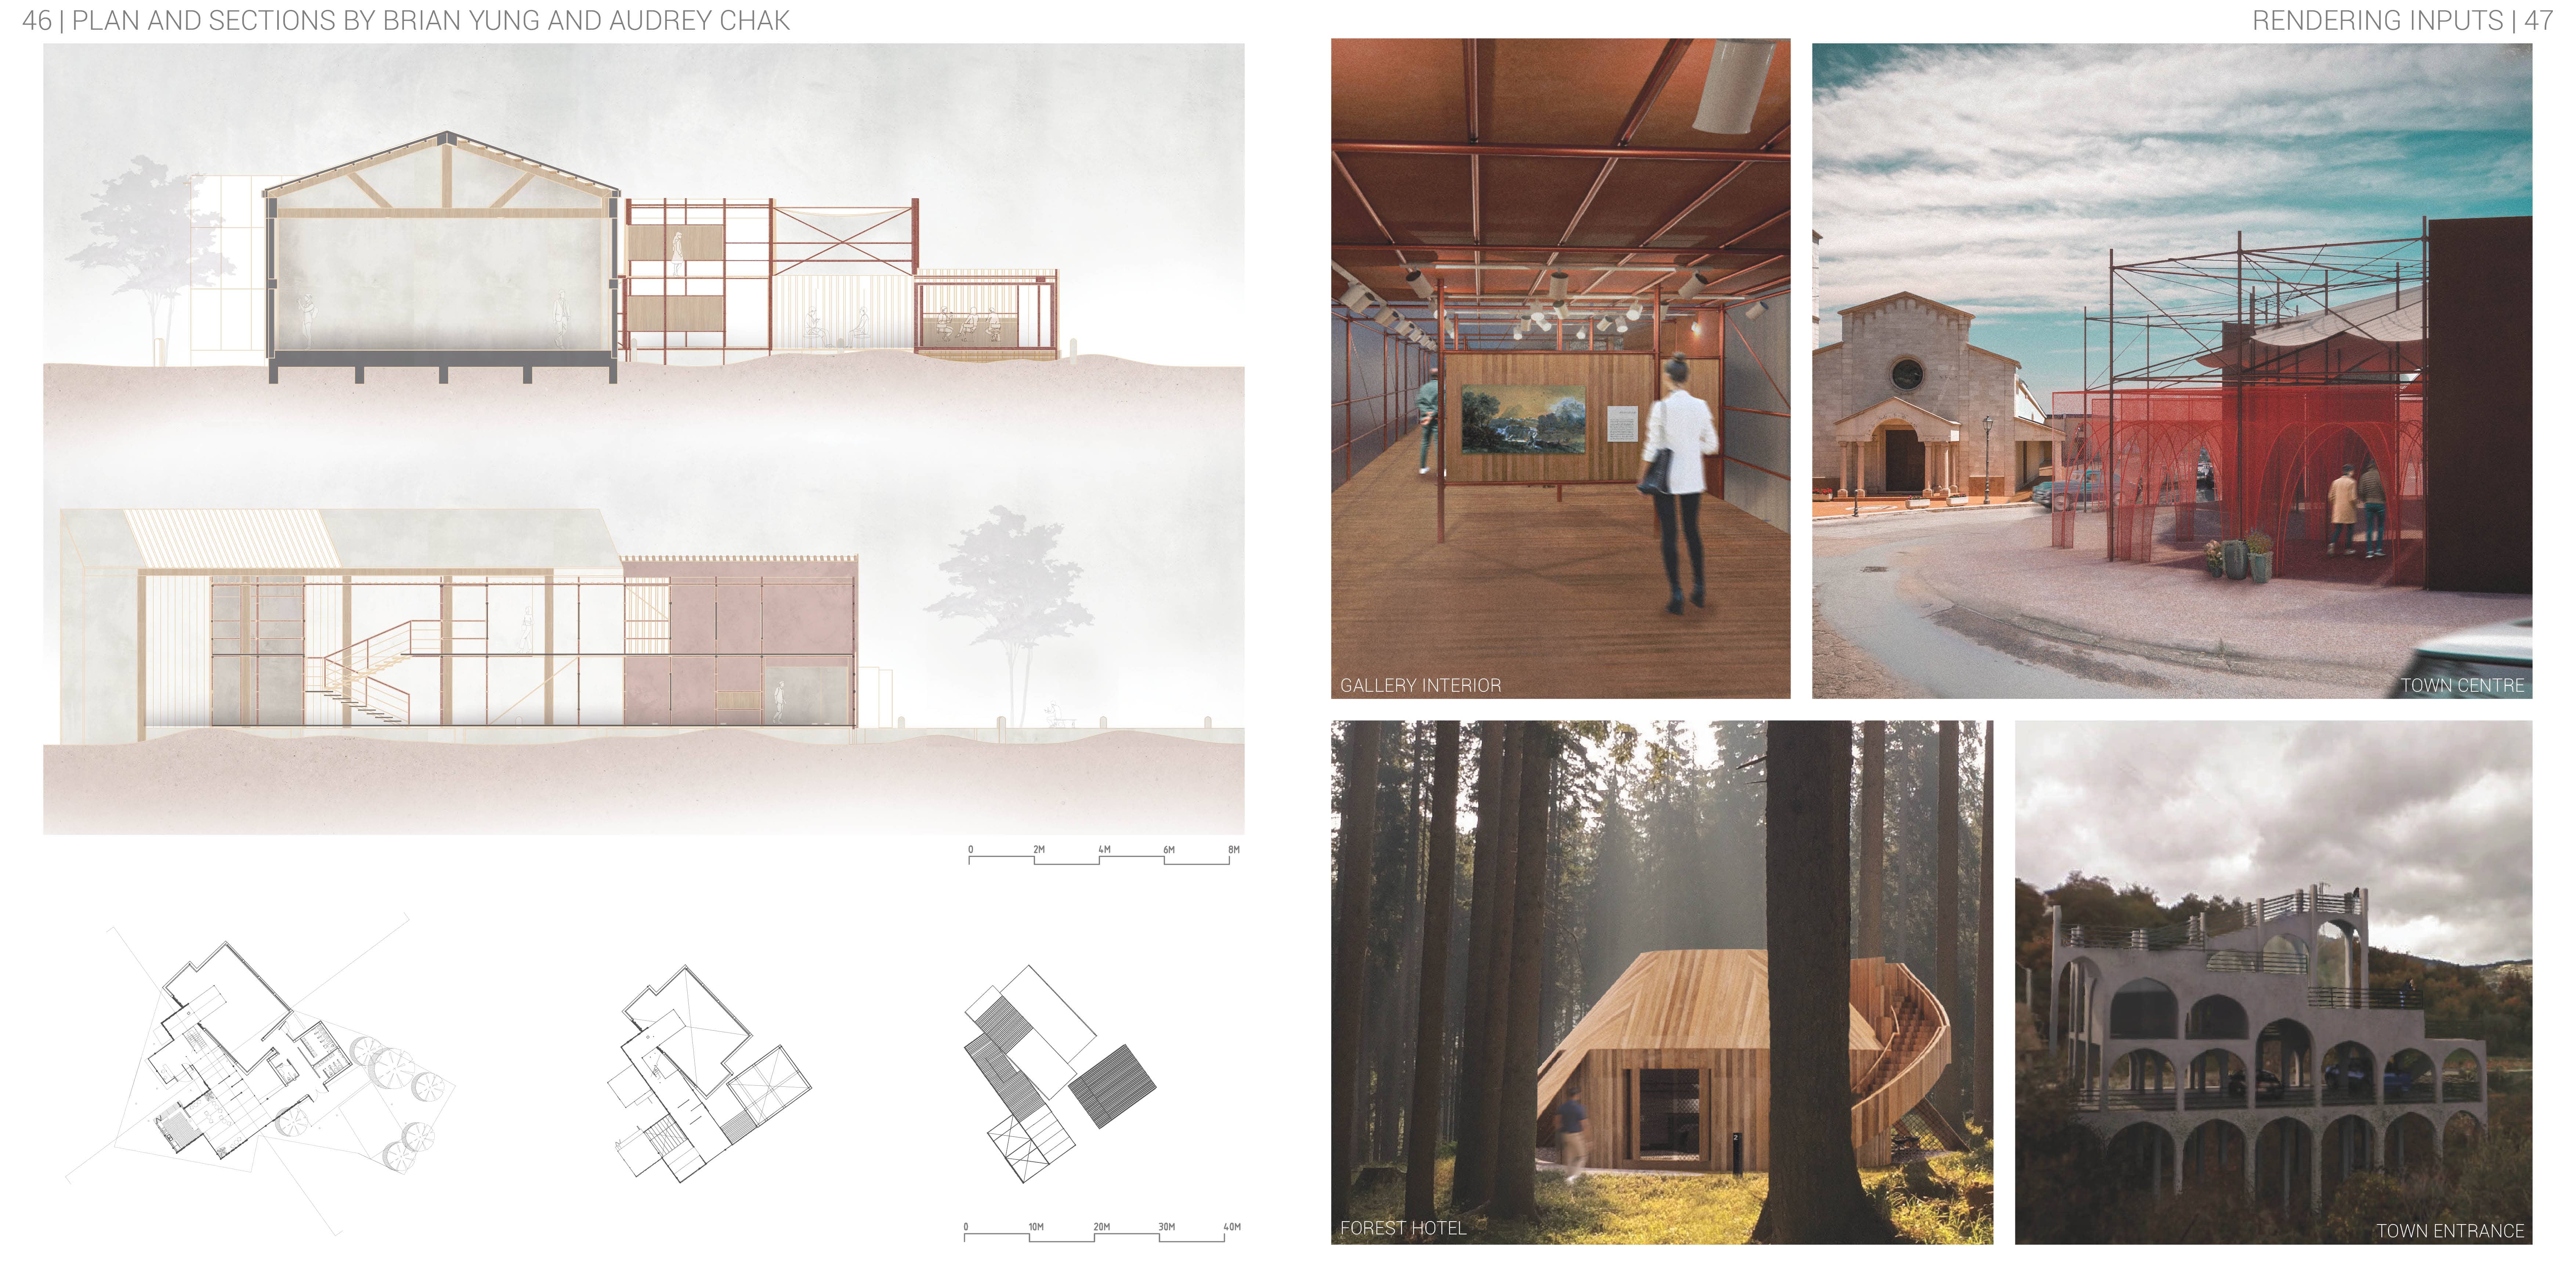 46 | PLAN AND SECTIONS BY BRIAN YUNG AND AUDREY CHAK
RENDERING INPUTS | 47
0 2M 4M 6M 8M
0 10M 20M 30M 40M
GALLERY INTERIOR
TOWN CENTRE
FOREST HOTEL
2
TOWN ENTRANCE